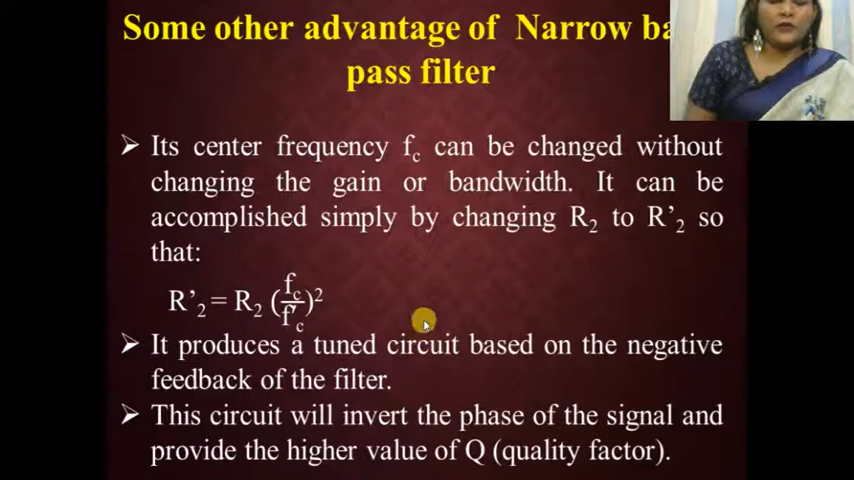 Some other advantage of Narrow
pass filter
➢ Its center frequency fc can be changed without
changing the gain or bandwidth. It can be
accomplished simply by changing R2 to R’2 so
that:
R’2 = R2 (fc/f’c)2
➢ It produces a tuned circuit based on the negative
feedback of the filter.
➢ This circuit will invert the phase of the signal and
provide the higher value of Q (quality factor).